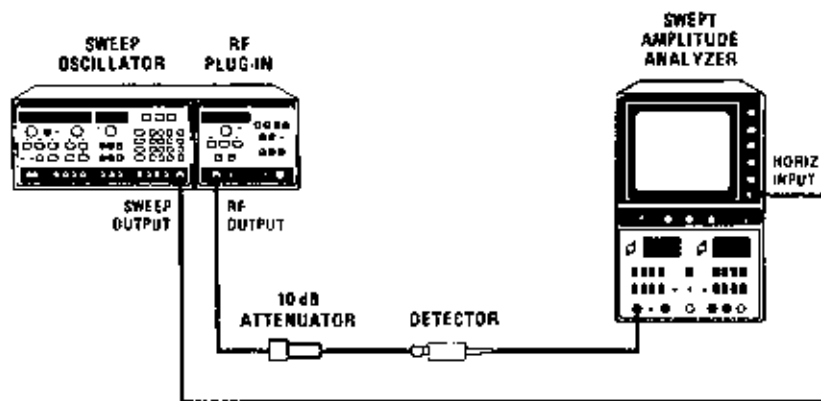 SWEEP
OSCILLATOR
RF
PLUG-IN
SWEPT
AMPLITUDE
ANALYZER
HORIZ
INPUT
SWEEP
OUTPUT
RF
OUTPUT
10 dB
ATTENUATOR
DETECTOR